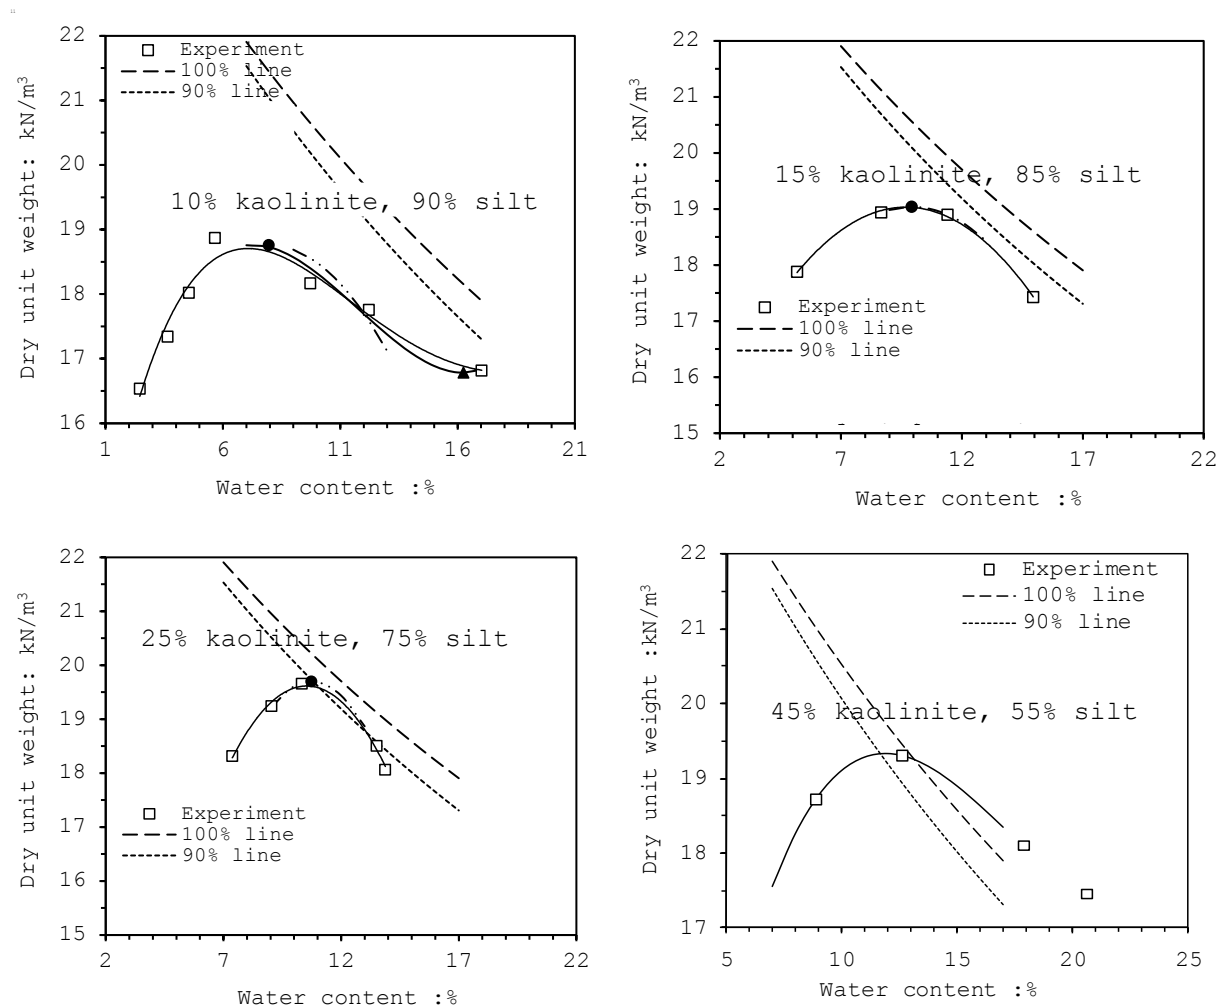 22
21
20
19
18
17
16
1 6 11 16 21
Dry unit weight: kN/m³
Water content :%
Experiment
100% line
90% line
10% kaolinite, 90% silt
22
21
20
19
18
17
16
15
2 7 12 17 22
Dry unit weight: kN/m³
Water content :%
15% kaolinite, 85% silt
Experiment
100% line
90% line
22
21
20
19
18
17
16
15
2 7 12 17 22
Dry unit weight: kN/m³
Water content :%
25% kaolinite, 75% silt
Experiment
100% line
90% line
22
21
20
19
18
17
5 10 15 20 25
Dry unit weight :kN/m³
Water content :%
Experiment
100% line
90% line
45% kaolinite, 55% silt